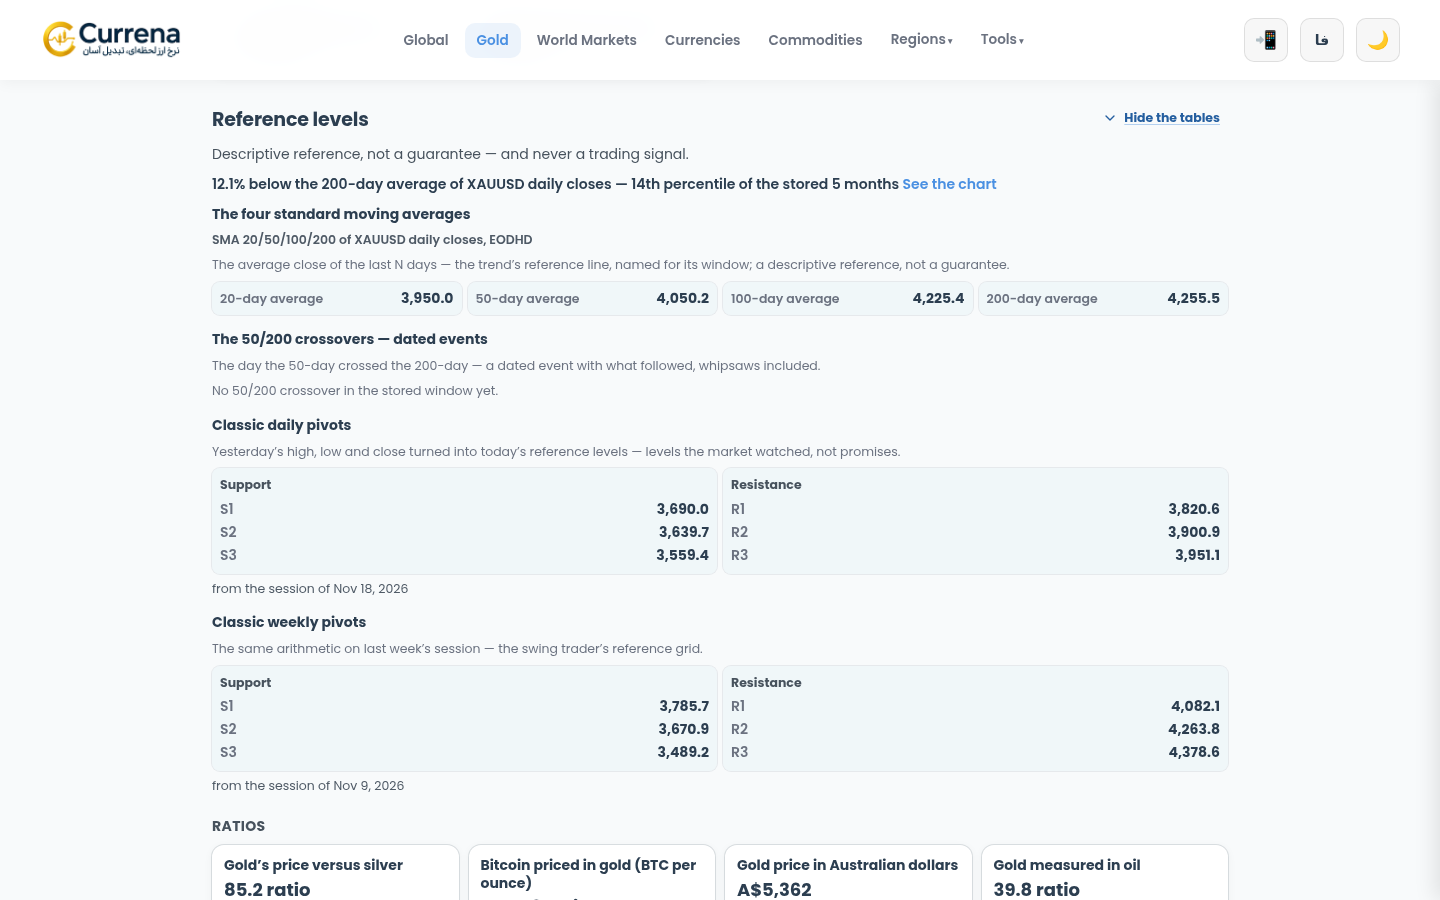 Currena
نرخ ارز لحظه‌ای، تبدیل آسان
Global
Gold
World Markets
Currencies
Commodities
Regions ▾
Tools ▾
فا
Reference levels
Hide the tables
Descriptive reference, not a guarantee — and never a trading signal.
12.1% below the 200-day average of XAUUSD daily closes — 14th percentile of the stored 5 months See the chart
The four standard moving averages
SMA 20/50/100/200 of XAUUSD daily closes, EODHD
The average close of the last N days — the trend’s reference line, named for its window; a descriptive reference, not a guarantee.
20-day average 3,950.0
50-day average 4,050.2
100-day average 4,225.4
200-day average 4,255.5
The 50/200 crossovers — dated events
The day the 50-day crossed the 200-day — a dated event with what followed, whipsaws included.
No 50/200 crossover in the stored window yet.
Classic daily pivots
Yesterday’s high, low and close turned into today’s reference levels — levels the market watched, not promises.
Support
S1 3,690.0
S2 3,639.7
S3 3,559.4
Resistance
R1 3,820.6
R2 3,900.9
R3 3,951.1
from the session of Nov 18, 2026
Classic weekly pivots
The same arithmetic on last week’s session — the swing trader’s reference grid.
Support
S1 3,785.7
S2 3,670.9
S3 3,489.2
Resistance
R1 4,082.1
R2 4,263.8
R3 4,378.6
from the session of Nov 9, 2026
RATIOS
Gold’s price versus silver
85.2 ratio
Bitcoin priced in gold (BTC per
ounce)
Gold price in Australian dollars
A$5,362
Gold measured in oil
39.8 ratio